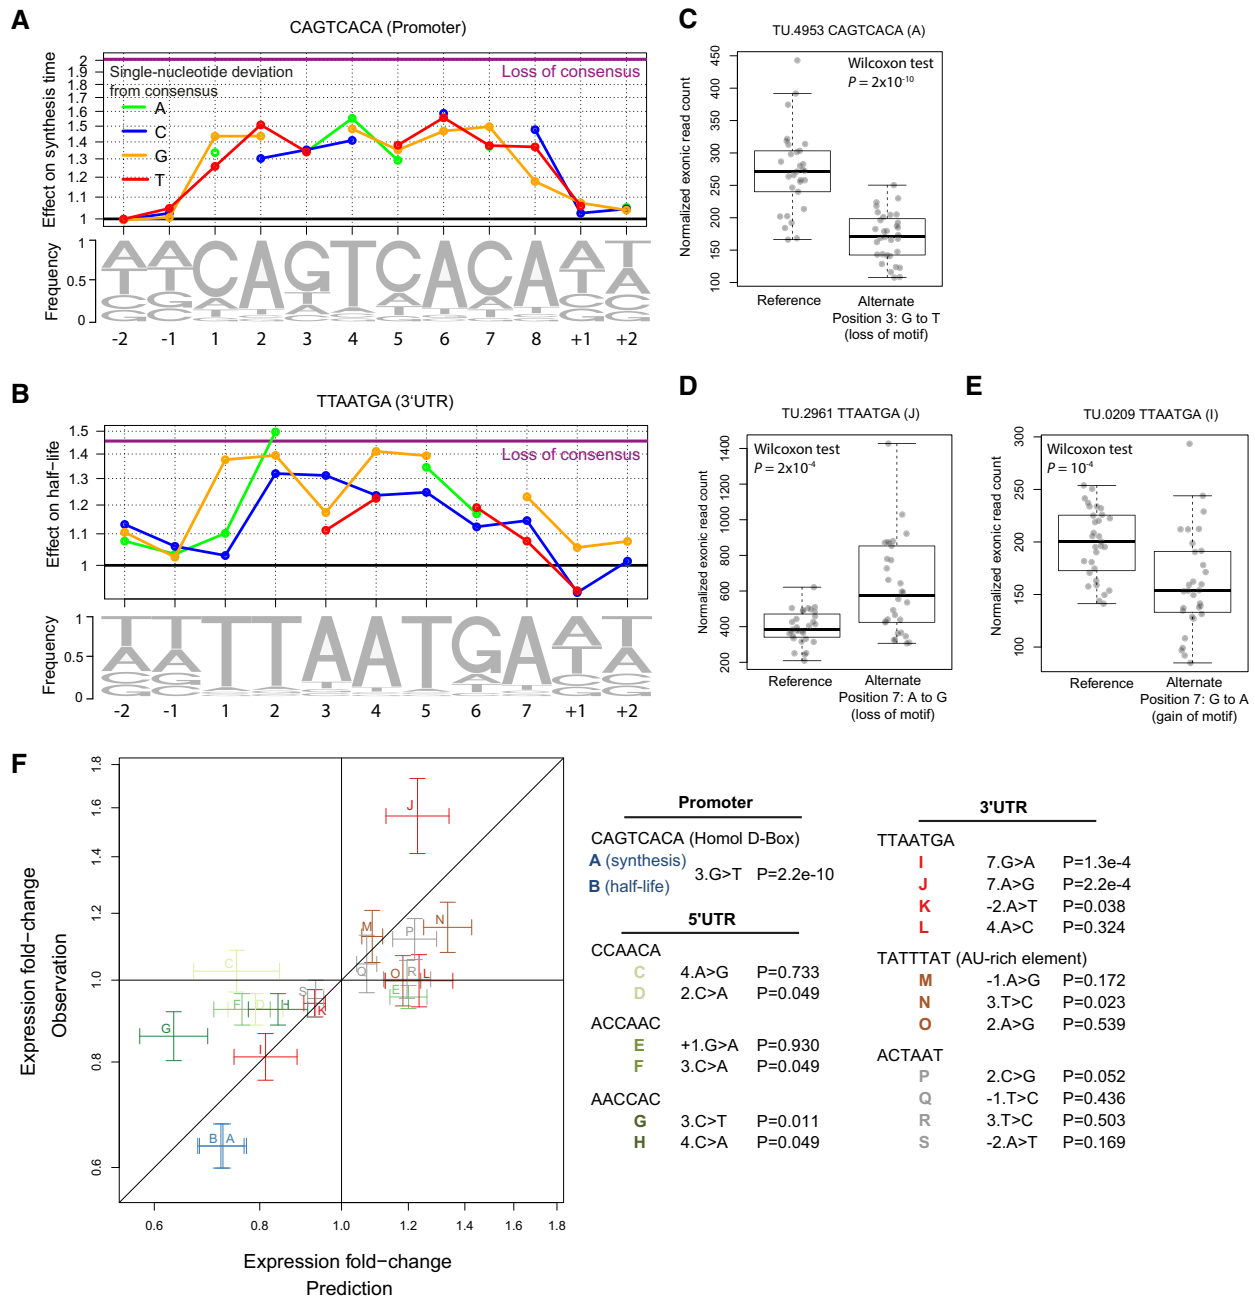 A
CAGTCACA (Promoter)
Effect on synthesis time
2
1.9
1.8
1.7
1.6
1.5
1.4
1.3
1.2
1.1
1
Single-nucleotide deviation
from consensus
Loss of consensus
A
C
G
T
Frequency
1
0.5
0
CAGTCACA
-2 -1 1 2 3 4 5 6 7 8 +1 +2
B
TTAATGA (3'UTR)
Effect on half-life
1.5
1.4
1.3
1.2
1.1
1
Loss of consensus
Frequency
1
0.5
0
TTAATGA
-2 -1 1 2 3 4 5 6 7 +1 +2
C
TU.4953 CAGTCACA (A)
Normalized exonic read count
450
400
350
300
250
200
150
100
Wilcoxon test
P = 2x10-10
Reference Alternate
Position 3: G to T
(loss of motif)
D
TU.2961 TTAATGA (J)
Normalized exonic read count
1400
1200
1000
800
600
400
200
Wilcoxon test
P = 2x10-4
Reference Alternate
Position 7: A to G
(loss of motif)
E
TU.0209 TTAATGA (I)
Normalized exonic read count
300
250
200
150
100
Wilcoxon test
P = 10-4
Reference Alternate
Position 7: G to A
(gain of motif)
F
Expression fold−change
Observation
1.8
1.6
1.4
1.2
1.0
0.8
0.6
J
M N
P
C Q O R L
E
S K
F D H
G
I
B A
0.6 0.8 1.0 1.2 1.4 1.6 1.8
Expression fold−change
Prediction
Promoter
CAGTCACA (Homol D-Box)
A (synthesis)
B (half-life)
3.G>T P=2.2e-10
5'UTR
CCAACA
C 4.A>G P=0.733
D 2.C>A P=0.049
ACCAAC
E +1.G>A P=0.930
F 3.C>A P=0.049
AACCAC
G 3.C>T P=0.011
H 4.C>A P=0.049
3'UTR
TTAATGA
I 7.G>A P=1.3e-4
J 7.A>G P=2.2e-4
K -2.A>T P=0.038
L 4.A>C P=0.324
TATTTAT (AU-rich element)
M -1.A>G P=0.172
N 3.T>C P=0.023
O 2.A>G P=0.539
ACTAAT
P 2.C>G P=0.052
Q -1.T>C P=0.436
R 3.T>C P=0.503
S -2.A>T P=0.169